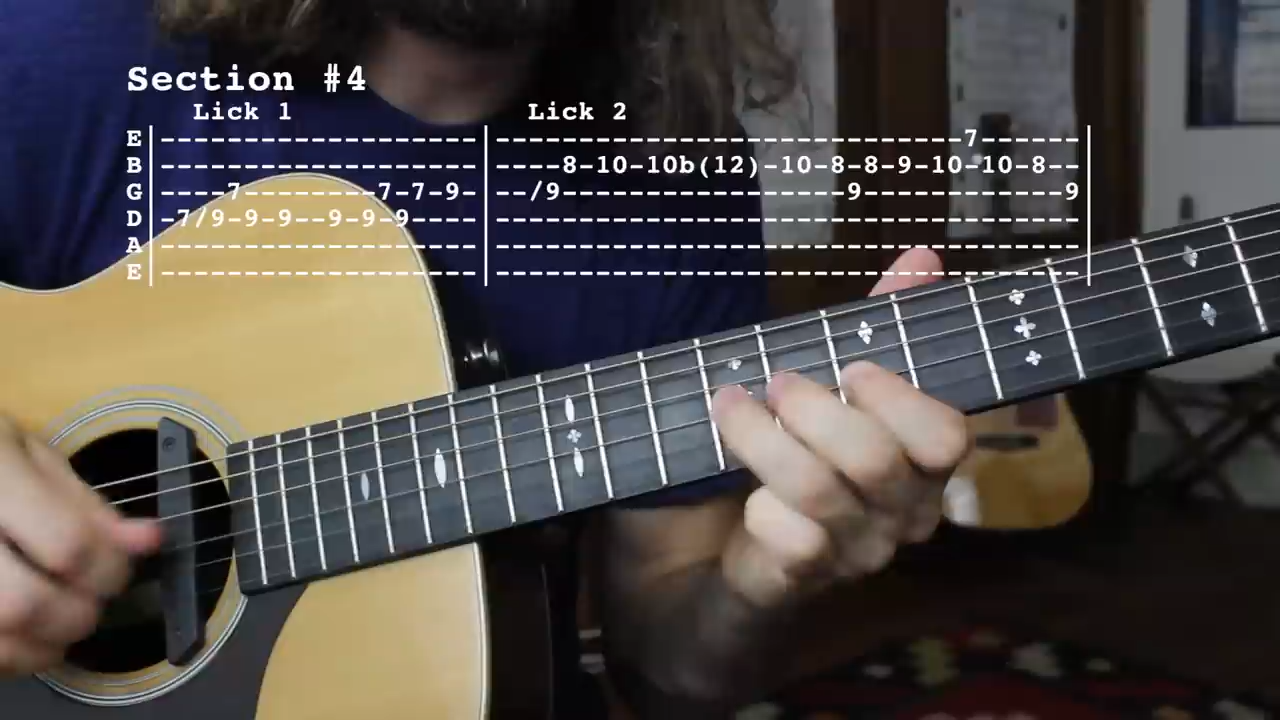 Section #4
Lick 1 Lick 2
E|-------------------|----------------------------7------|
B|-------------------|----8-10-10b(12)-10-8-8-9-10-10-8--|
G|----7--------7-7-9-|--/9-----------------9------------9|
D|-7/9-9-9--9-9-9----|-----------------------------------|
A|-------------------|-----------------------------------|
E|-------------------|-----------------------------------|